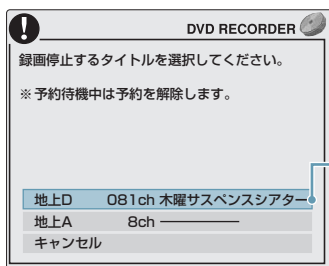 DVD RECORDER
録画停止するタイトルを選択してください。
※ 予約待機中は予約を解除します。
地上D 081ch 木曜サスペンスシアター
地上A 8ch ──────
キャンセル